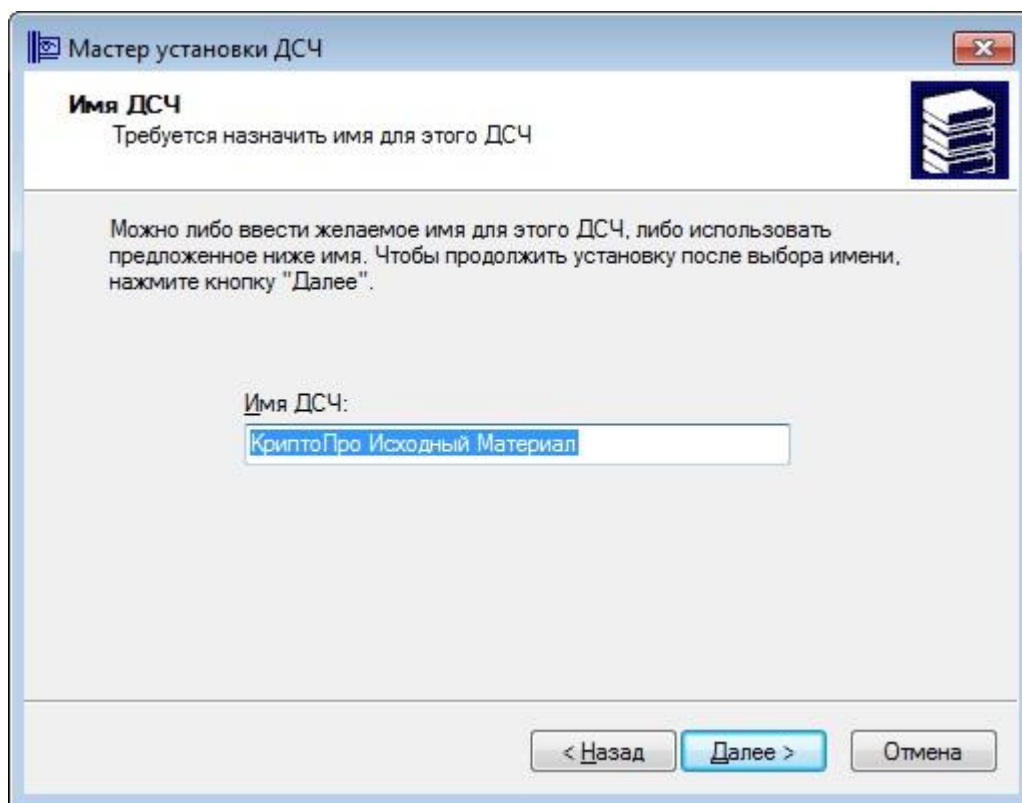 Мастер установки ДСЧ
Имя ДСЧ
Требуется назначить имя для этого ДСЧ
Можно либо ввести желаемое имя для этого ДСЧ, либо использовать
предложенное ниже имя. Чтобы продолжить установку после выбора имени,
нажмите кнопку "Далее".
Имя ДСЧ:
КриптоПро Исходный Материал
< Назад Далее > Отмена